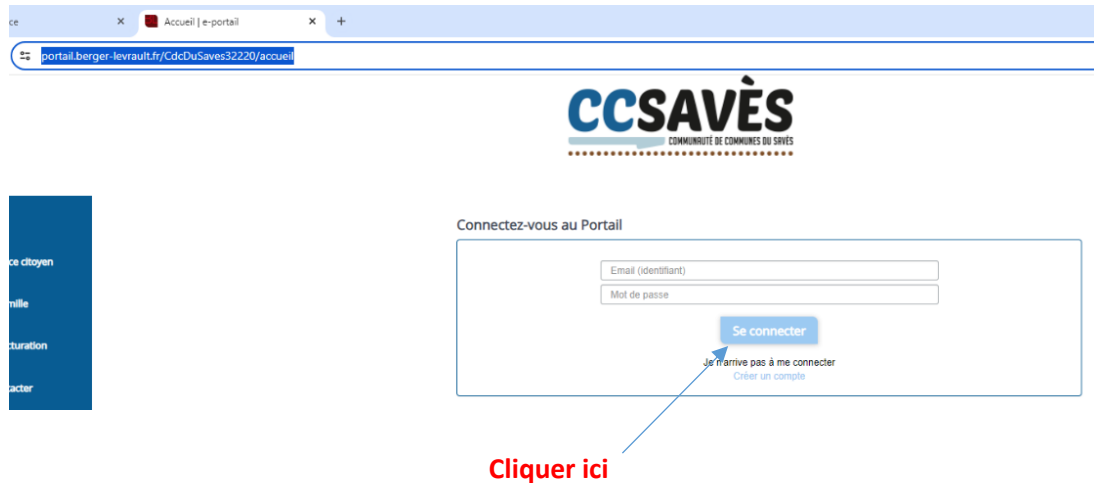 ce × Accueil | e-portail × +
portail.berger-levrault.fr/CdcDuSaves32220/accueil
CCSAVÈS
COMMUNAUTÉ DE COMMUNES DU SAVÈS
Connectez-vous au Portail
ce citoyen
mille
cturation
tacter
Email (identifiant)
Mot de passe
Se connecter
Je n'arrive pas à me connecter
Créer un compte
Cliquer ici